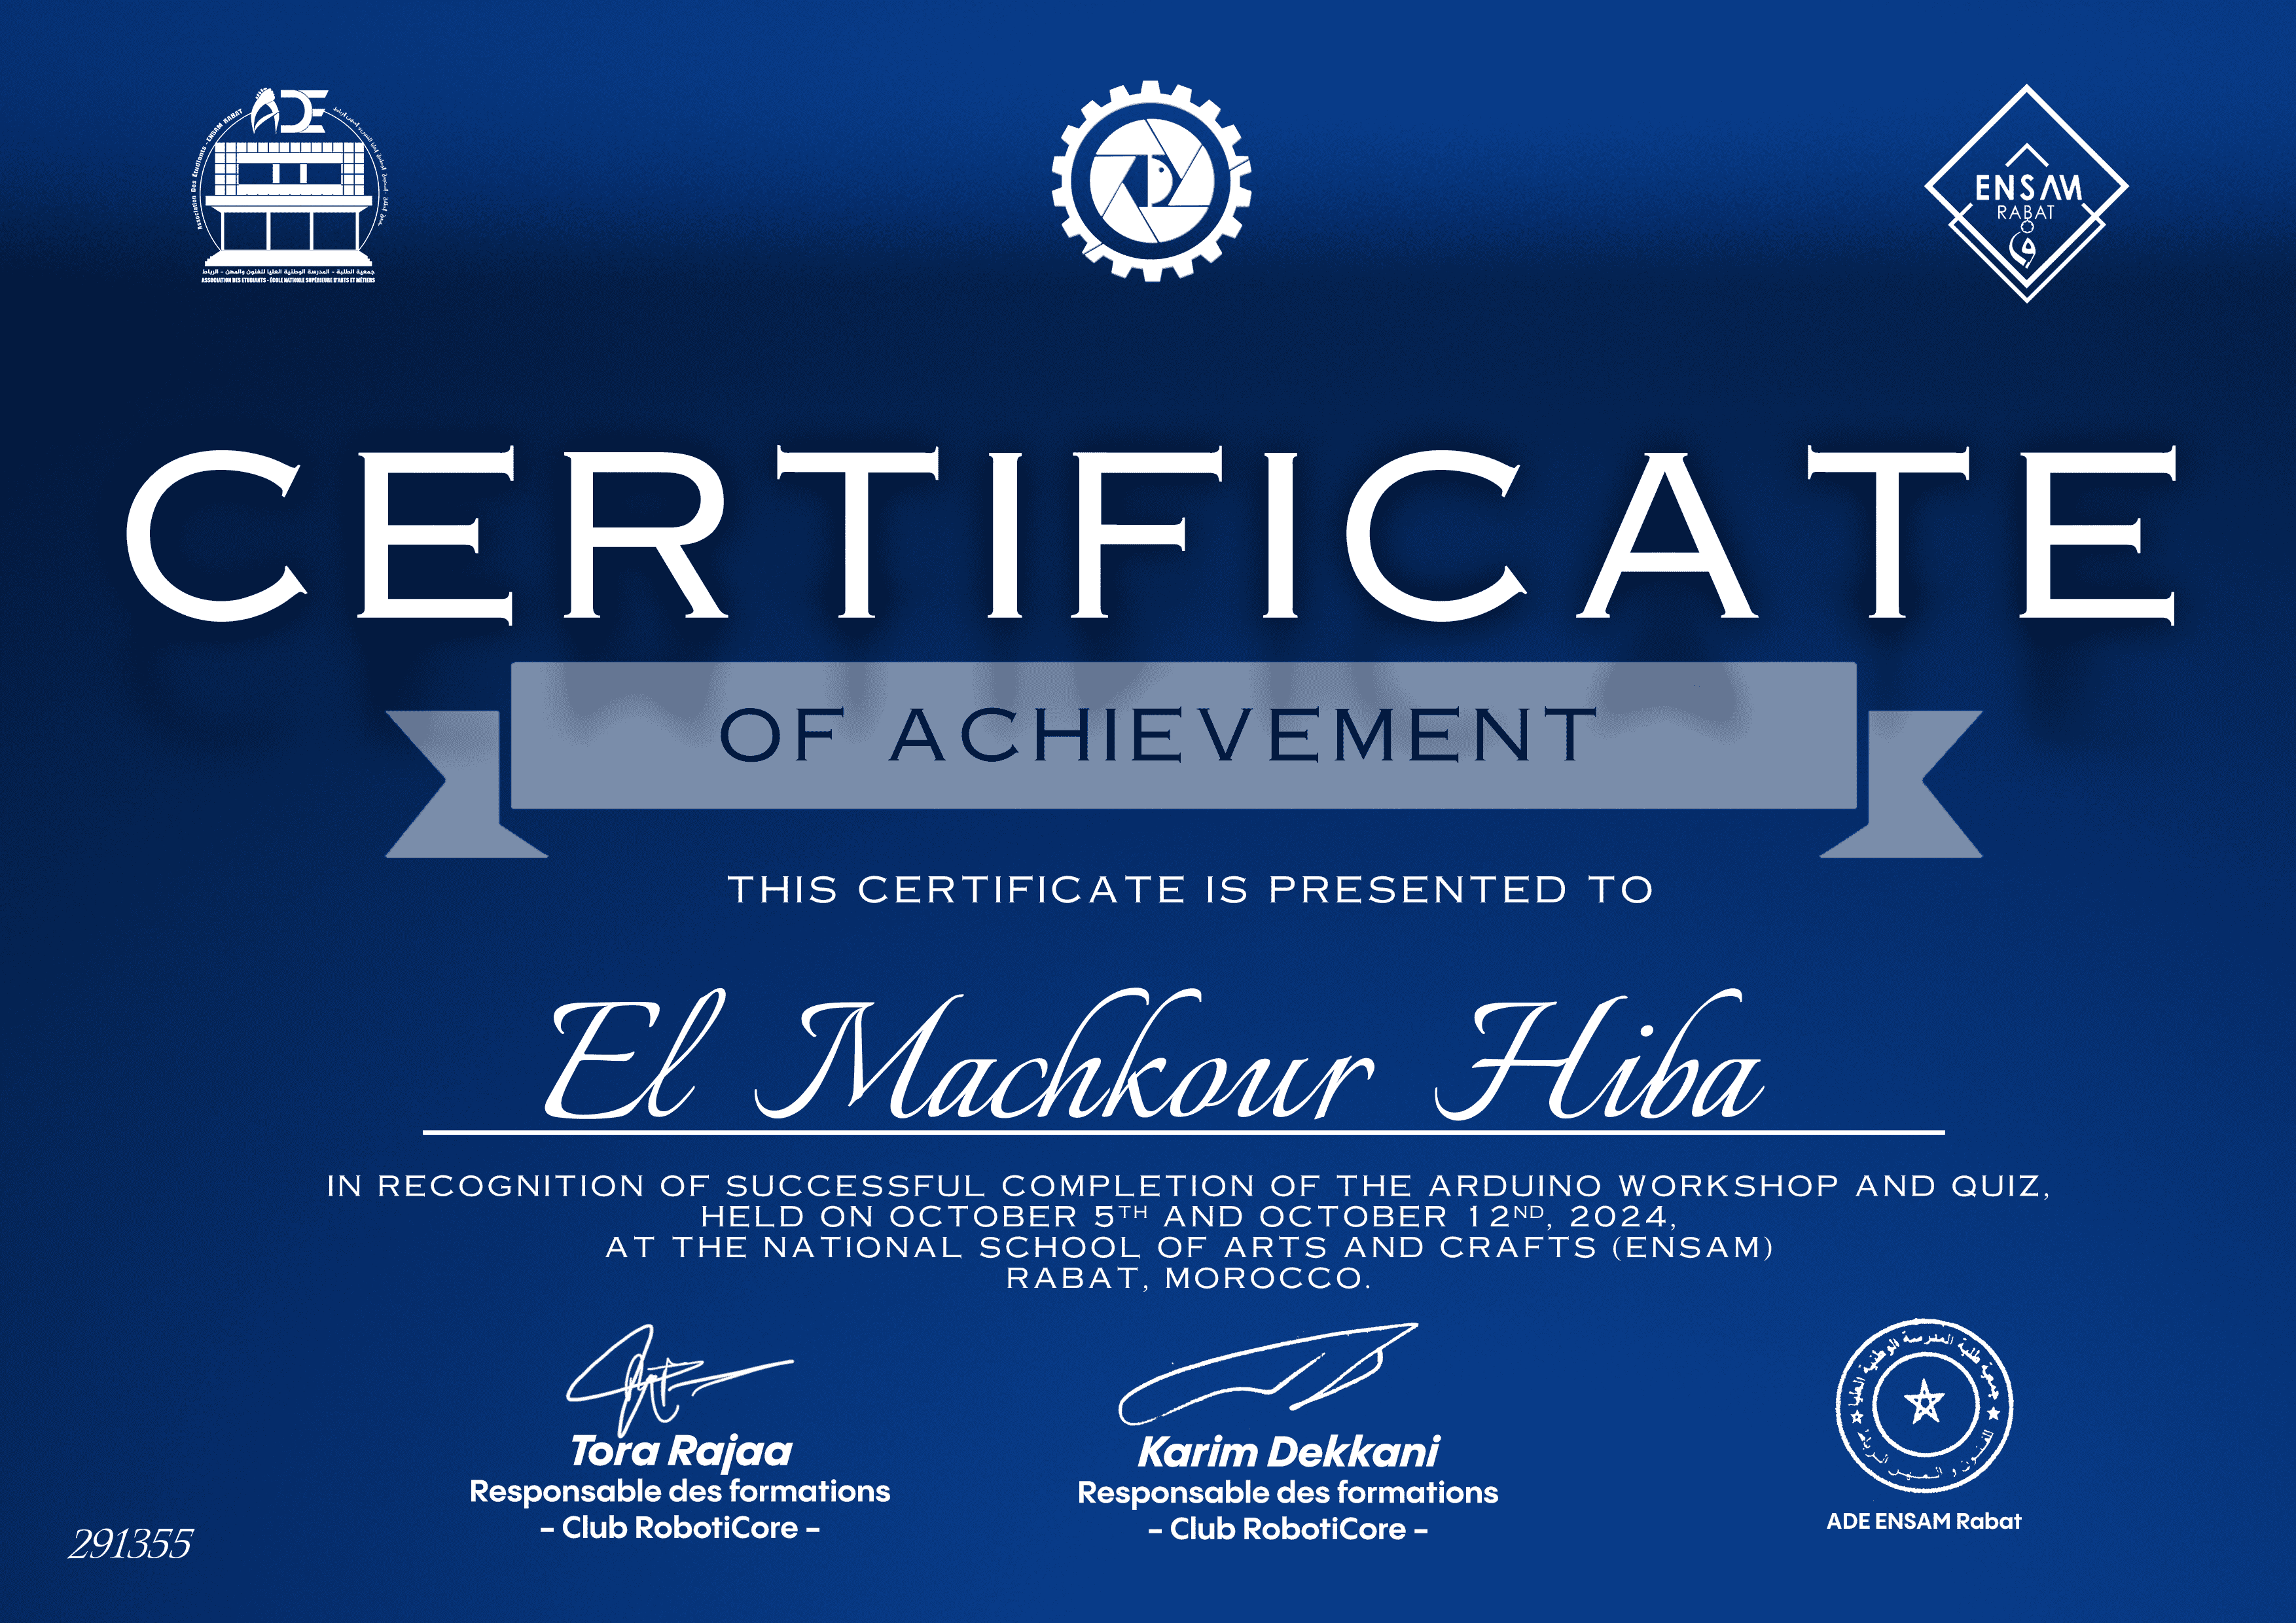 ADE
Association Des Etudiants - ENSAM RABAT
جمعية الطلبة - المدرسة الوطنية العليا للفنون والمهن - الرباط
ASSOCIATION DES ETUDIANTS - ÉCOLE NATIONALE SUPÉRIEURE D'ARTS ET MÉTIERS
ENSAM
RABAT
CERTIFICATE
OF ACHIEVEMENT
THIS CERTIFICATE IS PRESENTED TO
El Machkour Hiba
IN RECOGNITION OF SUCCESSFUL COMPLETION OF THE ARDUINO WORKSHOP AND QUIZ,
HELD ON OCTOBER 5TH AND OCTOBER 12ND, 2024,
AT THE NATIONAL SCHOOL OF ARTS AND CRAFTS (ENSAM)
RABAT, MOROCCO.
Tora Rajaa
Responsable des formations
- Club RobotiCore -
Karim Dekkani
Responsable des formations
- Club RobotiCore -
جمعية طلبة المدرسة الوطنية العليا
للفنون و المهن الرباط
ADE ENSAM Rabat
291355